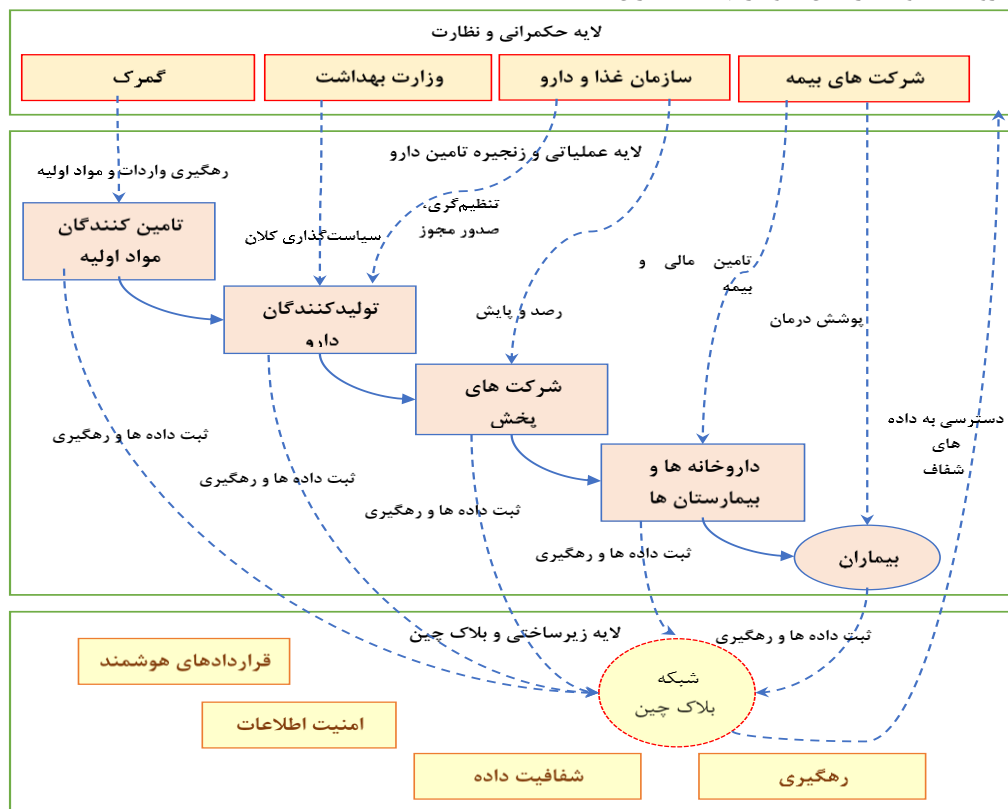 لایه حکمرانی و نظارت
شرکت های بیمه
سازمان غذا و دارو
وزارت بهداشت
گمرک
لایه عملیاتی و زنجیره تامین دارو
رهگیری واردات و مواد اولیه
تامین کنندگان
مواد اولیه
سیاست‌گذاری کلان
تنظیم‌گری،
صدور مجوز
تولیدکنندگان
دارو
رصد و پایش
تامین مالی و
بیمه
پوشش درمان
شرکت های
پخش
داروخانه ها و
بیمارستان ها
بیماران
دسترسی به داده
های
شفاف
ثبت داده ها و رهگیری
ثبت داده ها و رهگیری
ثبت داده ها و رهگیری
ثبت داده ها و رهگیری
ثبت داده ها و رهگیری
لایه زیرساختی و بلاک چین
شبکه
بلاک چین
قراردادهای هوشمند
امنیت اطلاعات
شفافیت داده
رهگیری